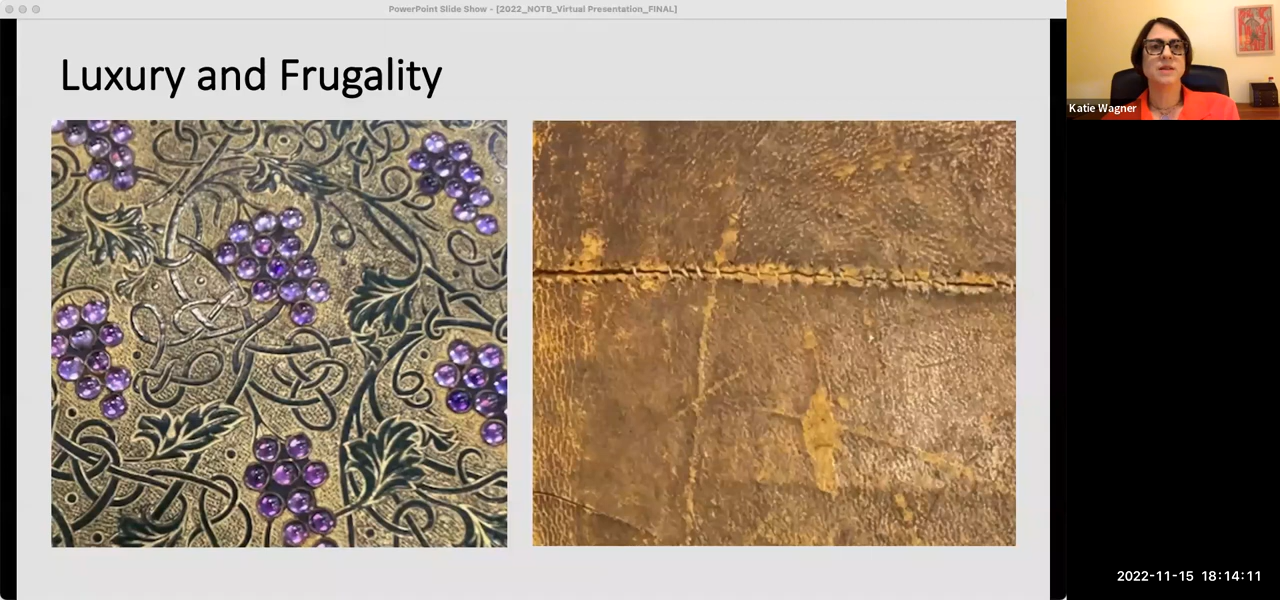 PowerPoint Slide Show - [2022_NOTB_Virtual Presentation_FINAL]
Luxury and Frugality
Katie Wagner
2022-11-15 18:14:11